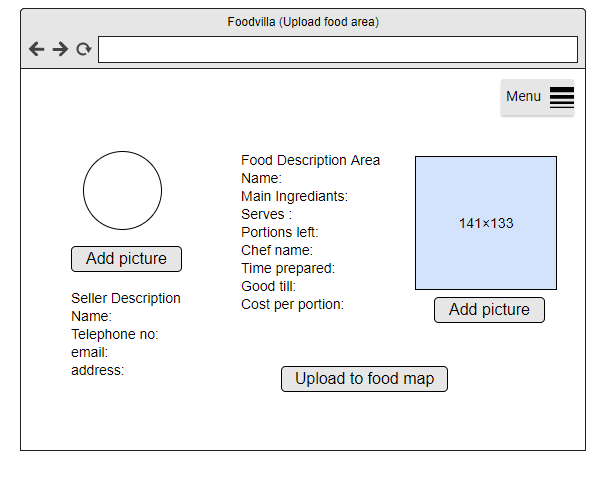 Foodvilla (Upload food area)
Menu
Add picture
Seller Description
Name:
Telephone no:
email:
address:
Food Description Area
Name:
Main Ingrediants:
Serves :
Portions left:
Chef name:
Time prepared:
Good till:
Cost per portion:
141×133
Add picture
Upload to food map